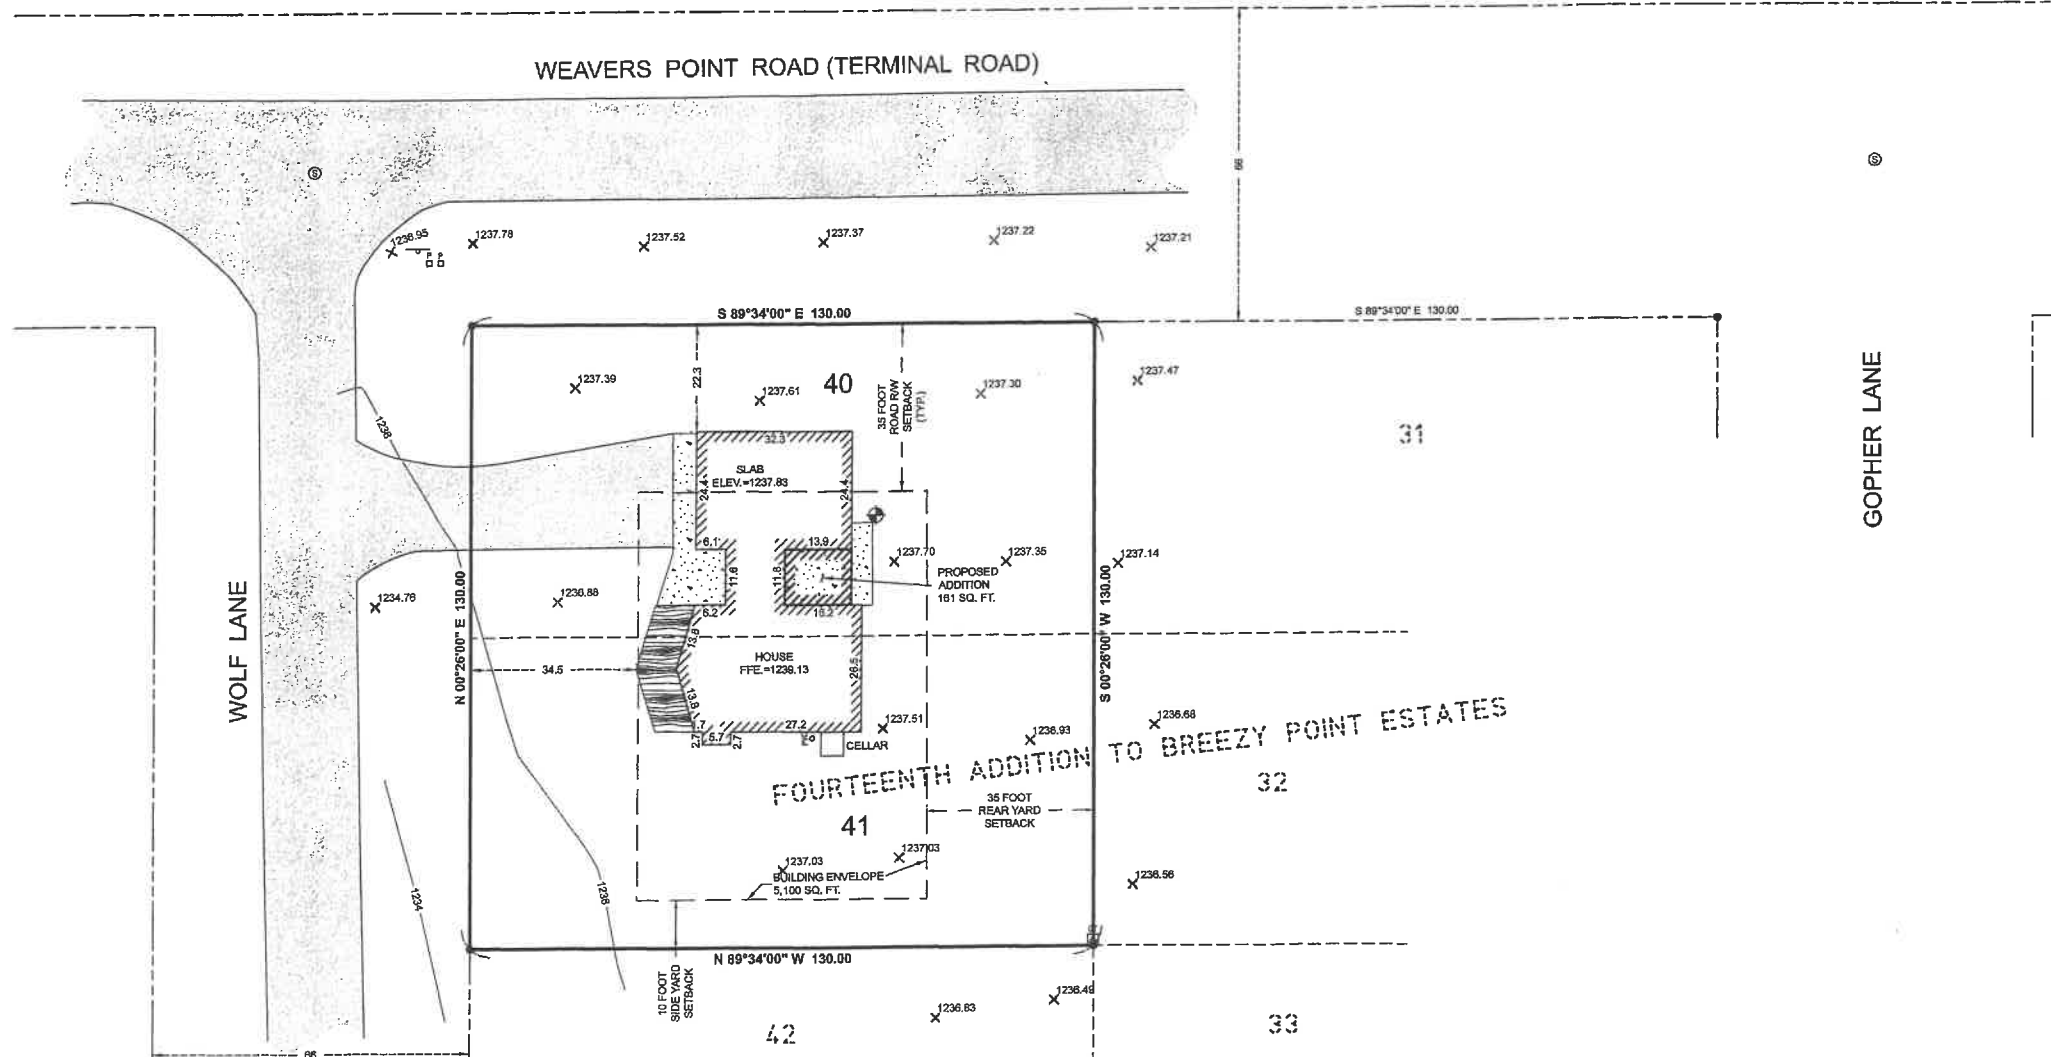 WEAVERS POINT ROAD (TERMINAL ROAD)
66
S
S
1236.95
1237.78
1237.52
1237.37
1237.22
1237.21
P P
S 89°34'00" E 130.00
S 89°34'00" E 130.00
1237.39
22.3
1237.61
40
35 FOOT
ROAD R/W
SETBACK
(TYP.)
1237.30
1237.47
31
GOPHER LANE
1236
32.3
SLAB
ELEV.=1237.83
24.4
24.4
6.1
13.9
1237.70
1237.35
1237.14
11.6
11.6
PROPOSED
ADDITION
161 SQ. FT.
1234.76
1236.88
6.2
16.2
WOLF LANE
N 00°26'00" E 130.00
S 00°26'00" W 130.00
13.8
HOUSE
FFE.=1239.13
26.5
34.5
13.8
1.7
27.2
2.7
5.7
2.7
E
CELLAR
1237.51
1236.93
1236.68
FOURTEENTH ADDITION TO BREEZY POINT ESTATES
32
35 FOOT
REAR YARD
SETBACK
41
1237.03
1237.03
BUILDING ENVELOPE
5,100 SQ. FT.
1236.56
1234
1236
N 89°34'00" W 130.00
10 FOOT
SIDE YARD
SETBACK
1236.83
1236.49
42
33
66